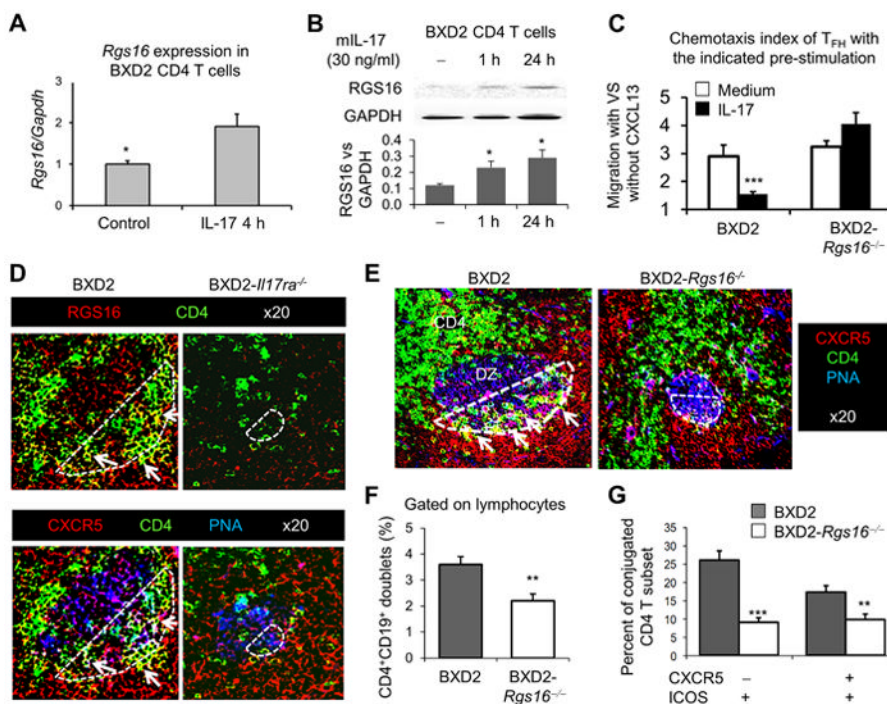 A
Rgs16 expression in
BXD2 CD4 T cells
Rgs16/Gapdh
3
2
1
0
*
Control
IL-17 4 h
B
mIL-17
(30 ng/ml)
BXD2 CD4 T cells
– 1 h 24 h
RGS16
GAPDH
RGS16 vs
GAPDH
0.4
0.3
0.2
0.1
0.0
* *
– 1 h 24 h
C
Chemotaxis index of TFH with
the indicated pre-stimulation
Medium
IL-17
Migration with VS
without CXCL13
5
4
3
2
1
***
BXD2
BXD2-
Rgs16–/–
D
BXD2 BXD2-Il17ra-/-
RGS16 CD4 x20
CXCR5 CD4 PNA x20
E
BXD2 BXD2-Rgs16-/-
CD4
DZ
CXCR5
CD4
PNA
x20
F
Gated on lymphocytes
CD4+CD19+ doublets (%)
5
4
3
2
1
0
**
BXD2
BXD2-
Rgs16–/–
G
BXD2
BXD2-Rgs16–/–
Percent of conjugated
CD4 T subset
35
30
25
20
15
10
5
0
*** **
CXCR5 – +
ICOS + +